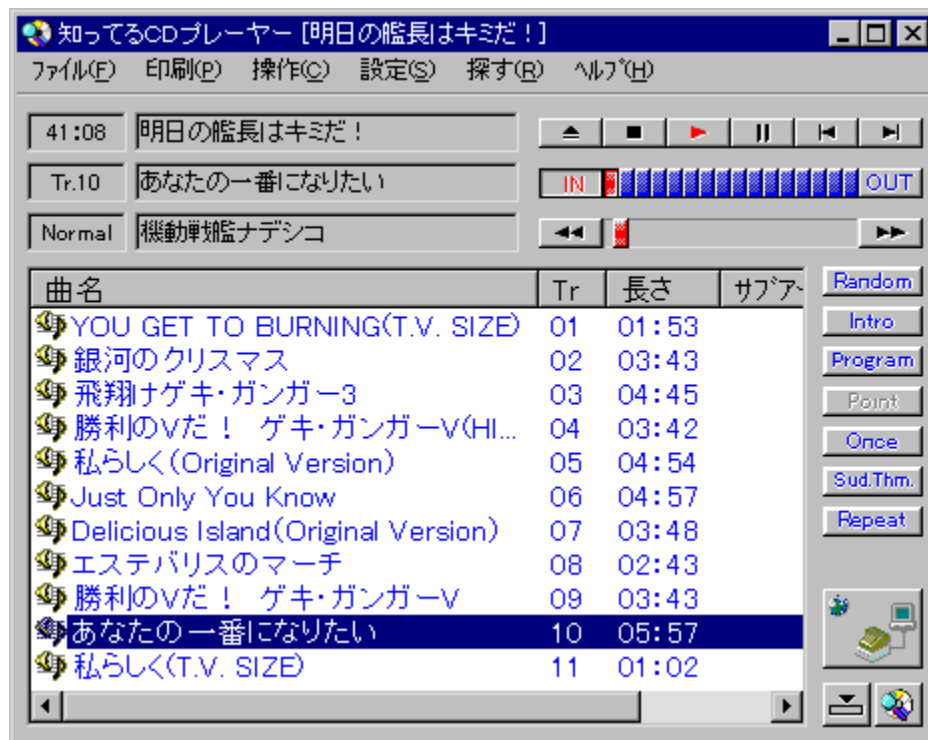 知ってるCDプレーヤー [明日の艦長はキミだ!]
ファイル(F) 印刷(P) 操作(C) 設定(S) 探す(R) ヘルプ(H)
41:08 明日の艦長はキミだ!
Tr.10 あなたの一番になりたい IN OUT
Normal 機動戦艦ナデシコ
曲名 Tr 長さ サブア
YOU GET TO BURNING(T.V. SIZE) 01 01:53
銀河のクリスマス 02 03:43
飛翔けゲキ・ガンガー3 03 04:45
勝利のVだ! ゲキ・ガンガーV(HI... 04 03:42
私らしく(Original Version) 05 04:54
Just Only You Know 06 04:57
Delicious Island(Original Version) 07 03:48
エステバリスのマーチ 08 02:43
勝利のVだ! ゲキ・ガンガーV 09 03:43
あなたの一番になりたい 10 05:57
私らしく(T.V. SIZE) 11 01:02
Random
Intro
Program
Point
Once
Sud.Thm.
Repeat